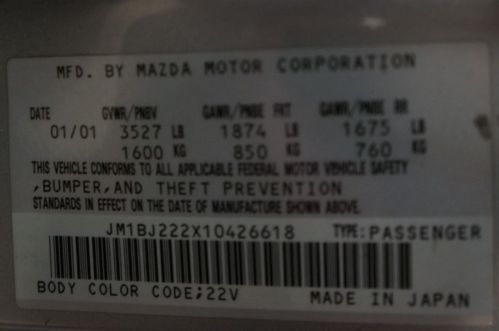 MFD. BY MAZDA MOTOR CORPORATION
DATE GVWR/PNBV GAWR/PNBE FRT GAWR/PNBE RR
01/01 3527 LB 1874 LB 1675 LB
1600 KG 850 KG 760 KG
THIS VEHICLE CONFORMS TO ALL APPLICABLE FEDERAL MOTOR VEHICLE SAFETY
,BUMPER,AND THEFT PREVENTION
STANDARDS IN EFFECT ON THE DATE OF MANUFACTURE SHOWN ABOVE.
JM1BJ222X10426618 TYPE:PASSENGER
BODY COLOR CODE;22V MADE IN JAPAN